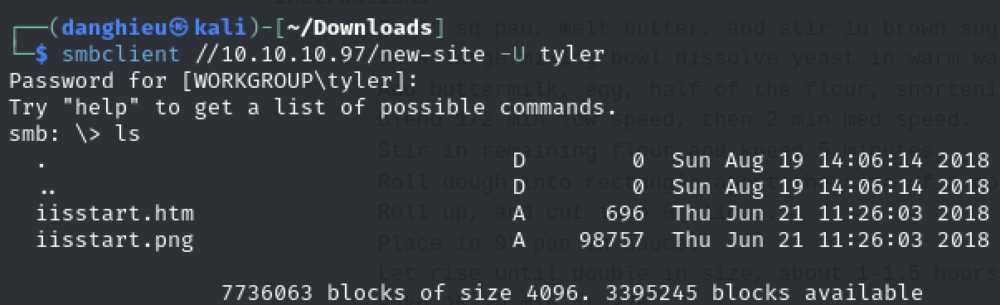 ┌──(danghieu㉿kali)-[~/Downloads]
└─$ smbclient //10.10.10.97/new-site -U tyler
Password for [WORKGROUP\tyler]:
Try "help" to get a list of possible commands.
smb: \> ls
  .                                   D        0  Sun Aug 19 14:06:14 2018
  ..                                  D        0  Sun Aug 19 14:06:14 2018
  iisstart.htm                        A      696  Thu Jun 21 11:26:03 2018
  iisstart.png                        A    98757  Thu Jun 21 11:26:03 2018
                7736063 blocks of size 4096. 3395245 blocks available